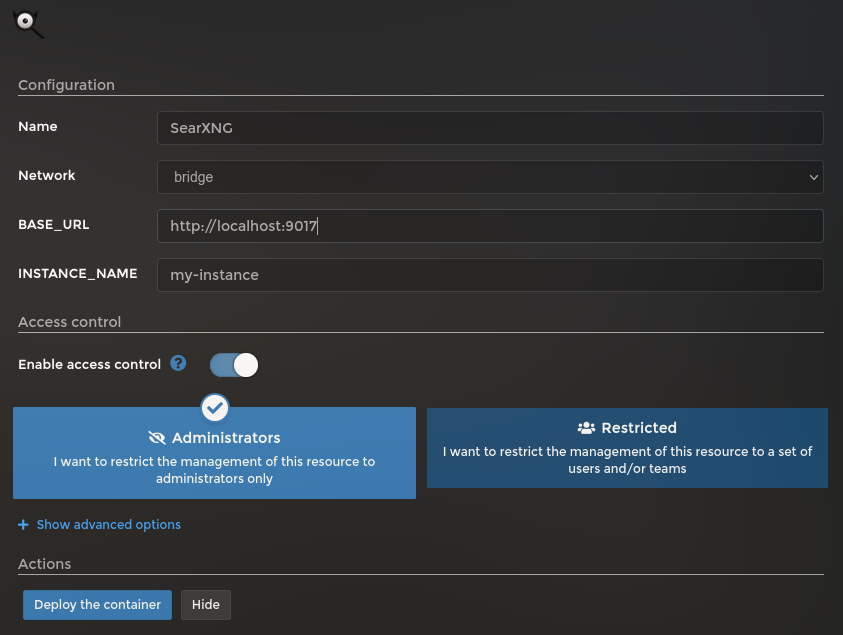 Configuration
Name
SearXNG
Network
bridge
BASE_URL
http://localhost:9017
INSTANCE_NAME
my-instance
Access control
Enable access control ?
Administrators
I want to restrict the management of this resource to
administrators only
Restricted
I want to restrict the management of this resource to a set of
users and/or teams
+ Show advanced options
Actions
Deploy the container
Hide